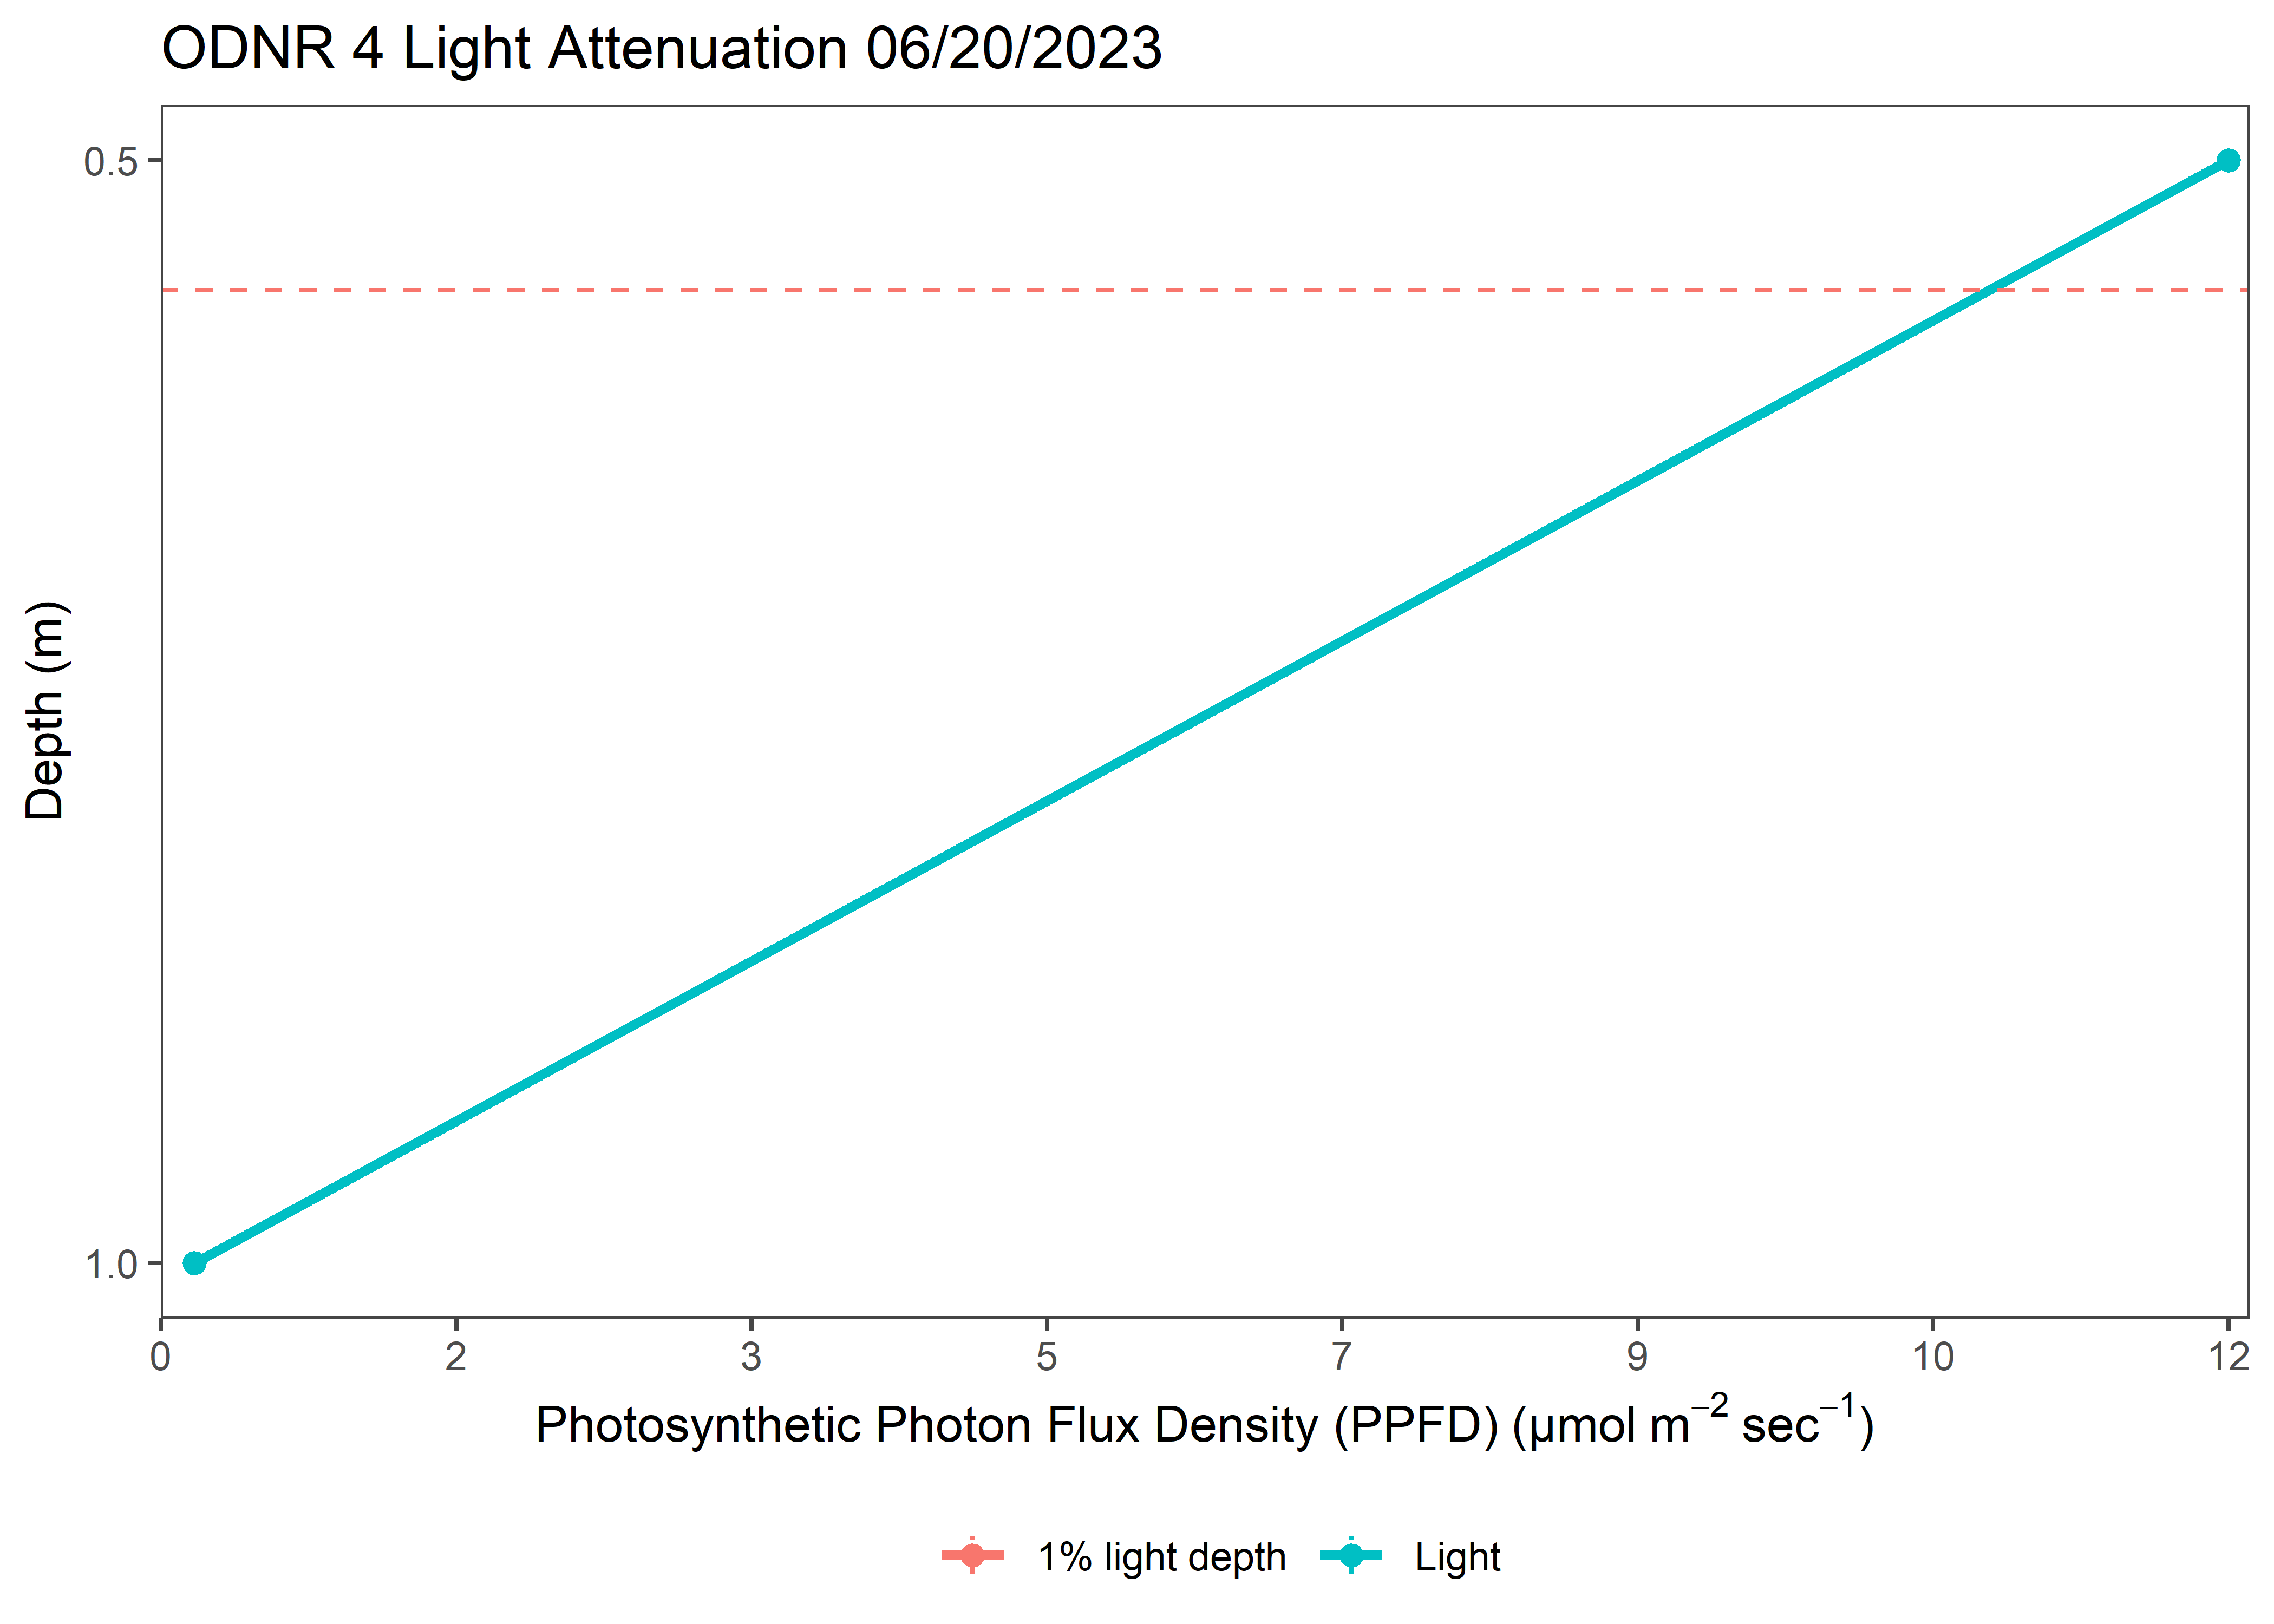 ODNR 4 Light Attenuation 06/20/2023
0.5
Depth (m)
1.0
0 2 3 5 7 9 10 12
Photosynthetic Photon Flux Density (PPFD) (µmol m⁻² sec⁻¹)
1% light depth Light